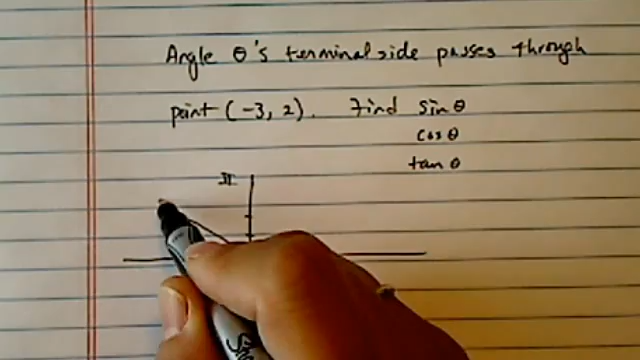 Angle θ's terminal side passes through
point (-3, 2). Find sin θ
cos θ
tan θ
II